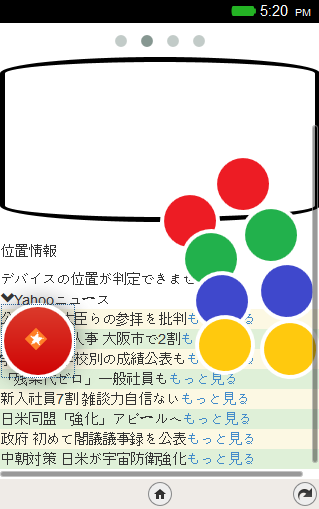 5:20 PM
位置情報
デバイスの位置が判定できませ
Yahooニュース
臣らの参拝を批判も
人事 大阪市で2割も
校別の成績公表ももっと見る
「残業代ゼロ」一般社員ももっと見る
新入社員7割 雑談力自信ないもっと見る
日米同盟「強化」アピールへもっと見る
政府 初めて閣議議事録を公表もっと見る
中朝対策 日米が宇宙防衛強化もっと見る